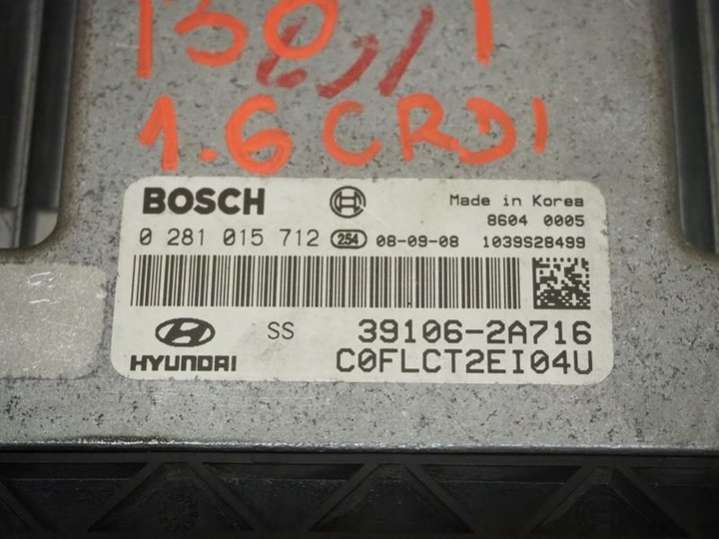 130
1.6 CRDI
BOSCH
Made in Korea
8604 0005
0 281 015 712 254 08-09-08 1039S28499
SS 39106-2A716
HYUNDAI C0FLCT2EI04U